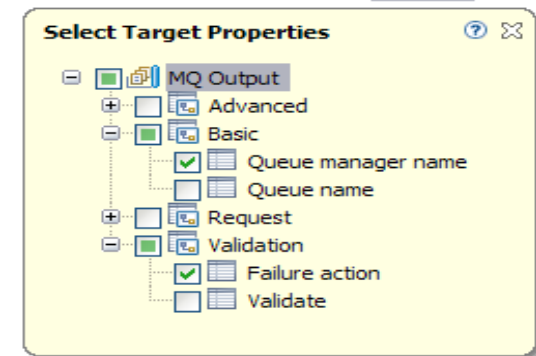 Select Target Properties
MQ Output
Advanced
Basic
Queue manager name
Queue name
Request
Validation
Failure action
Validate